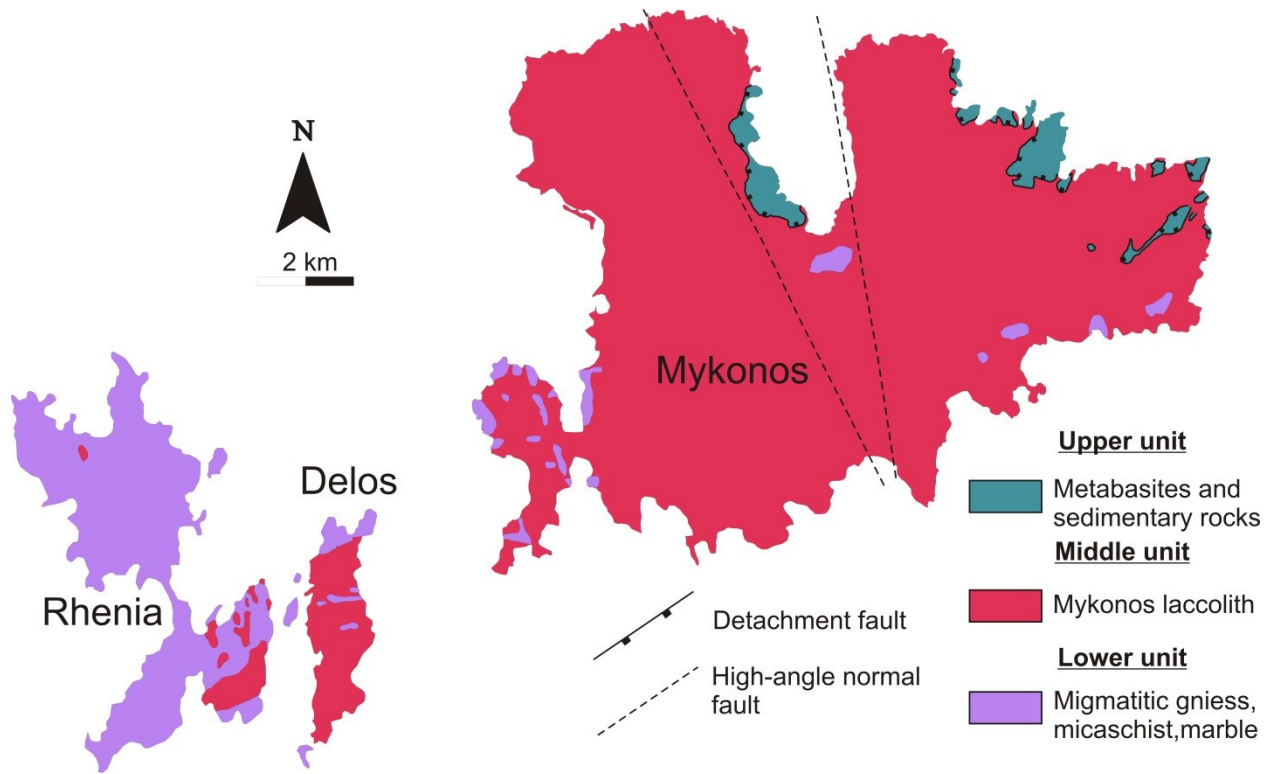 N
2 km
Mykonos
Delos
Rhenia
Detachment fault
High-angle normal
fault
Upper unit
Metabasites and
sedimentary rocks
Middle unit
Mykonos laccolith
Lower unit
Migmatitic gniess,
micaschist,marble